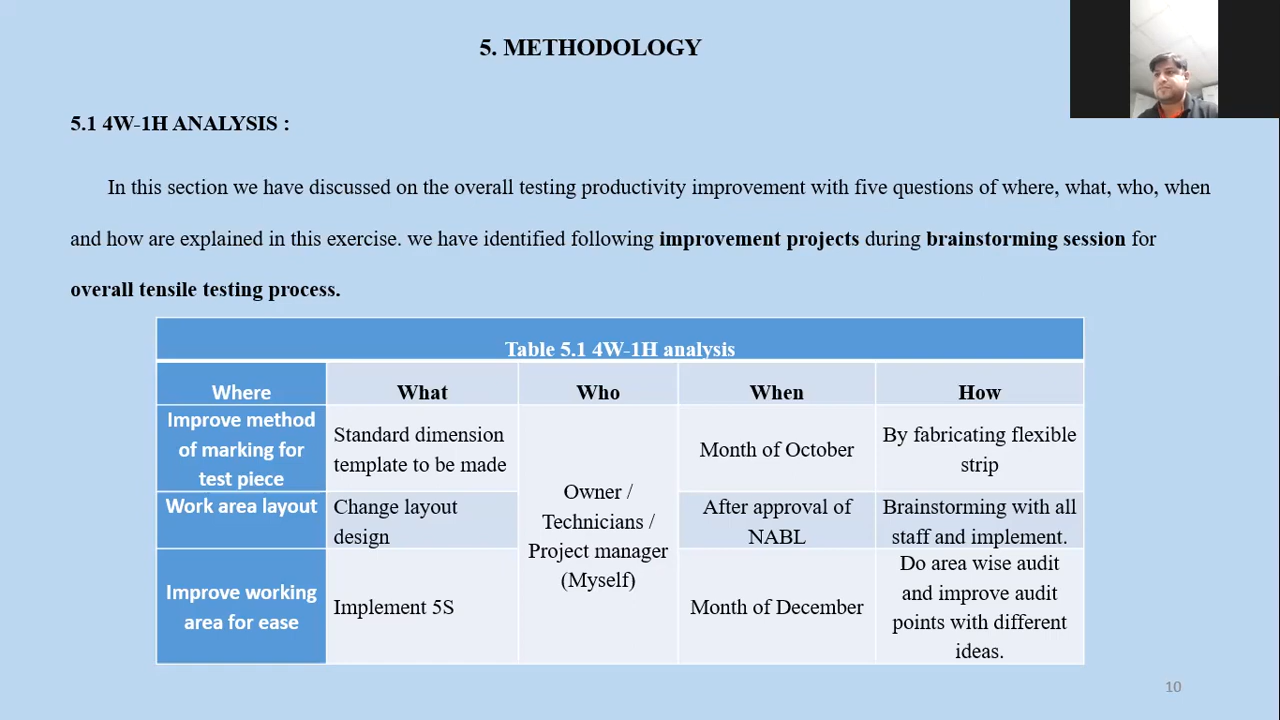 5. METHODOLOGY
5.1 4W-1H ANALYSIS :
In this section we have discussed on the overall testing productivity improvement with five questions of where, what, who, when
and how are explained in this exercise. we have identified following improvement projects during brainstorming session for
overall tensile testing process.
Table 5.1 4W-1H analysis
Where What Who When How
Improve method
of marking for
test piece
Standard dimension
template to be made
Owner /
Technicians /
Project manager
(Myself)
Month of October
By fabricating flexible
strip
Work area layout
Change layout
design
After approval of
NABL
Brainstorming with all
staff and implement.
Improve working
area for ease
Implement 5S
Month of December
Do area wise audit
and improve audit
points with different
ideas.
10